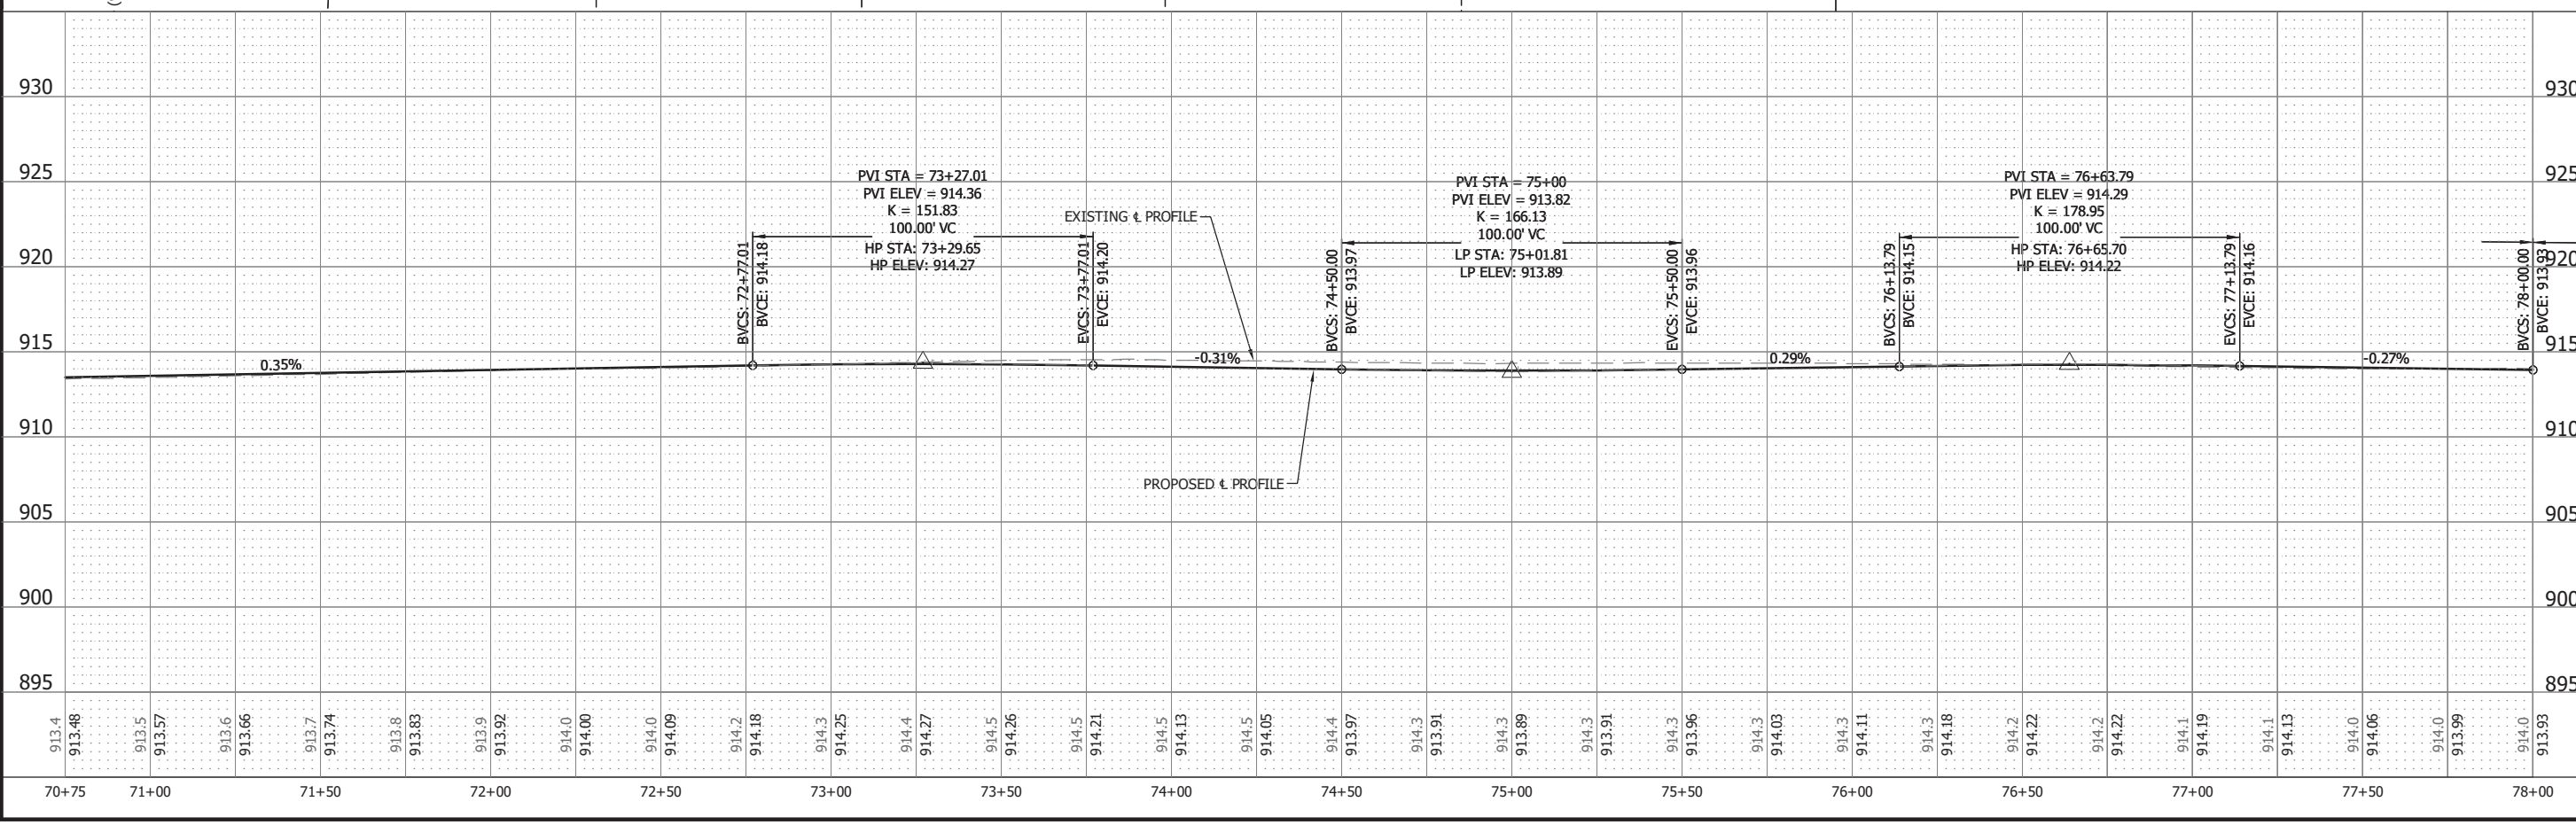 930
925
920
915
910
905
900
895
930
925
920
915
910
905
900
895
PVI STA = 73+27.01
PVI ELEV = 914.36
K = 151.83
100.00' VC
HP STA: 73+29.65
HP ELEV: 914.27
BVCS: 72+77.01
BVCE: 914.18
EVCS: 73+77.01
EVCE: 914.20
EXISTING ℄ PROFILE
PROPOSED ℄ PROFILE
PVI STA = 75+00
PVI ELEV = 913.82
K = 166.13
100.00' VC
LP STA: 75+01.81
LP ELEV: 913.89
BVCS: 74+50.00
BVCE: 913.97
EVCS: 75+50.00
EVCE: 913.96
PVI STA = 76+63.79
PVI ELEV = 914.29
K = 178.95
100.00' VC
HP STA: 76+65.70
HP ELEV: 914.22
BVCS: 76+13.79
BVCE: 914.15
EVCS: 77+13.79
EVCE: 914.16
BVCS: 78+00.00
BVCE: 913.93
0.35%
-0.31%
0.29%
-0.27%
913.4 913.48
913.5 913.57
913.6 913.66
913.7 913.74
913.8 913.83
913.9 913.92
914.0 914.00
914.0 914.09
914.2 914.18
914.3 914.25
914.4 914.27
914.5 914.26
914.5 914.21
914.5 914.13
914.5 914.05
914.4 913.97
914.3 913.91
914.3 913.89
914.3 913.91
914.3 913.96
914.3 914.03
914.3 914.11
914.3 914.18
914.2 914.22
914.2 914.22
914.1 914.19
914.1 914.13
914.0 914.06
914.0 913.99
914.0 913.93
70+75 71+00 71+50 72+00 72+50 73+00 73+50 74+00 74+50 75+00 75+50 76+00 76+50 77+00 77+50 78+00